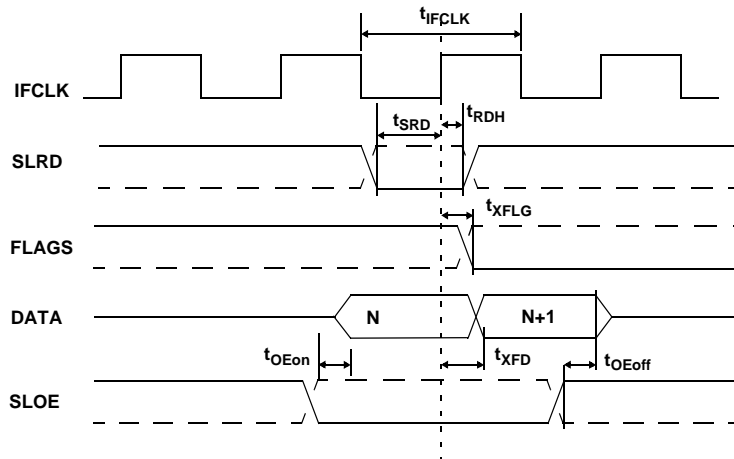 tIFCLK
IFCLK
tSRD
tRDH
SLRD
tXFLG
FLAGS
DATA
N
N+1
tOEon
tXFD
tOEoff
SLOE